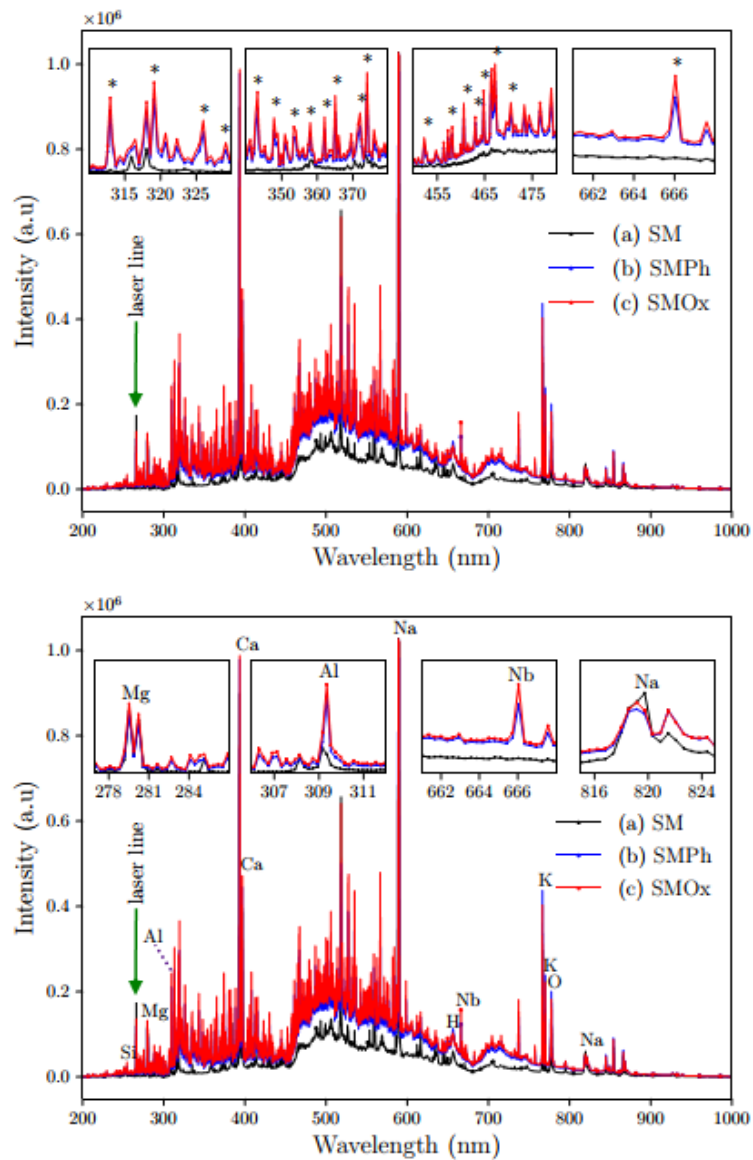 ×10⁶
1.0
0.8
0.6
0.4
0.2
0.0
Intensity (a.u)
* * * *
315 320 325
* * * * * * * *
350 360 370
* * * * * * *
455 465 475
*
662 664 666
laser line
(a) SM
(b) SMPh
(c) SMOx
200 300 400 500 600 700 800 900 1000
Wavelength (nm)
×10⁶
1.0
0.8
0.6
0.4
0.2
0.0
Intensity (a.u)
Ca
Na
Mg
278 281 284
Al
307 309 311
Nb
662 664 666
Na
816 820 824
laser line
(a) SM
(b) SMPh
(c) SMOx
Ca
Al
Mg
Si
H
Nb
K
K
O
Na
200 300 400 500 600 700 800 900 1000
Wavelength (nm)